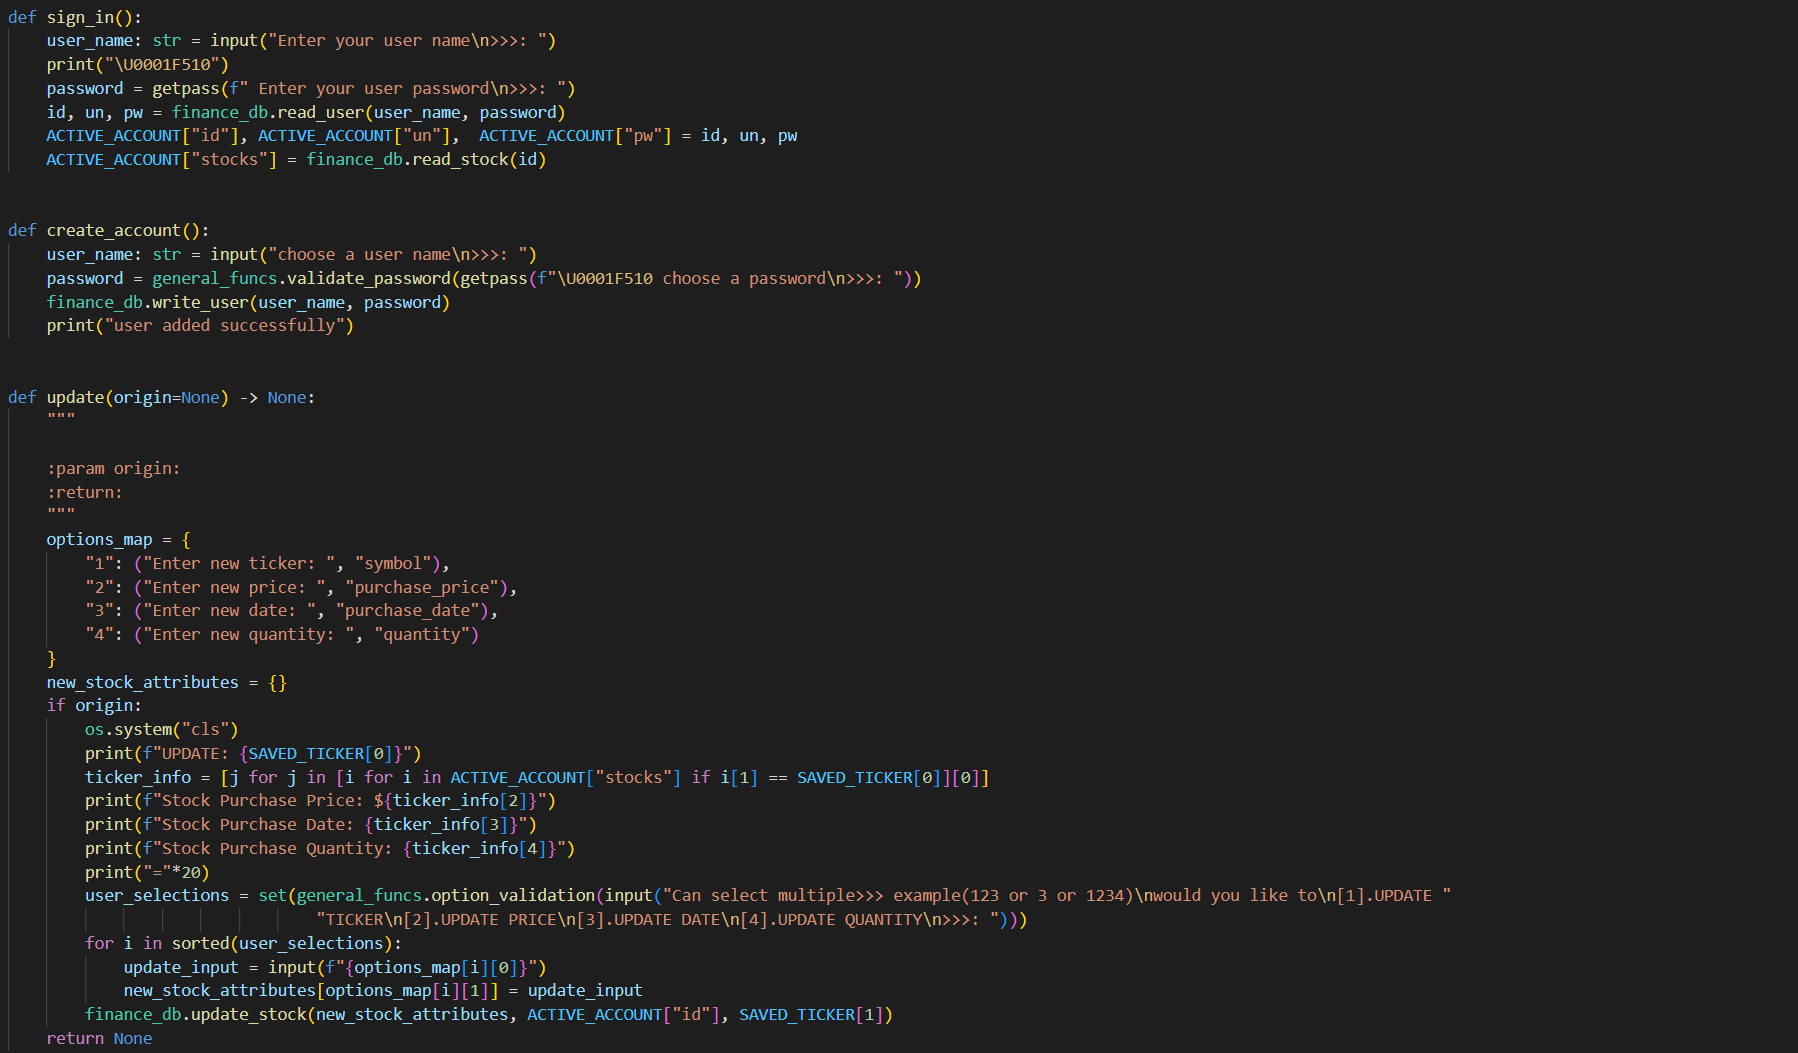 def sign_in():
    user_name: str = input("Enter your user name\n>>>: ")
    print("\U0001F510")
    password = getpass(f" Enter your user password\n>>>: ")
    id, un, pw = finance_db.read_user(user_name, password)
    ACTIVE_ACCOUNT["id"], ACTIVE_ACCOUNT["un"],  ACTIVE_ACCOUNT["pw"] = id, un, pw
    ACTIVE_ACCOUNT["stocks"] = finance_db.read_stock(id)
def create_account():
    user_name: str = input("choose a user name\n>>>: ")
    password = general_funcs.validate_password(getpass(f"\U0001F510 choose a password\n>>>: "))
    finance_db.write_user(user_name, password)
    print("user added successfully")
def update(origin=None) -> None:
    """
    :param origin:
    :return:
    """
    options_map = {
        "1": ("Enter new ticker: ", "symbol"),
        "2": ("Enter new price: ", "purchase_price"),
        "3": ("Enter new date: ", "purchase_date"),
        "4": ("Enter new quantity: ", "quantity")
    }
    new_stock_attributes = {}
    if origin:
        os.system("cls")
        print(f"UPDATE: {SAVED_TICKER[0]}")
        ticker_info = [j for j in [i for i in ACTIVE_ACCOUNT["stocks"] if i[1] == SAVED_TICKER[0]][0]]
        print(f"Stock Purchase Price: ${ticker_info[2]}")
        print(f"Stock Purchase Date: {ticker_info[3]}")
        print(f"Stock Purchase Quantity: {ticker_info[4]}")
        print("="*20)
        user_selections = set(general_funcs.option_validation(input("Can select multiple>>> example(123 or 3 or 1234)\nwould you like to\n[1].UPDATE "
                                "TICKER\n[2].UPDATE PRICE\n[3].UPDATE DATE\n[4].UPDATE QUANTITY\n>>>: ")))
        for i in sorted(user_selections):
            update_input = input(f"{options_map[i][0]}")
            new_stock_attributes[options_map[i][1]] = update_input
        finance_db.update_stock(new_stock_attributes, ACTIVE_ACCOUNT["id"], SAVED_TICKER[1])
    return None